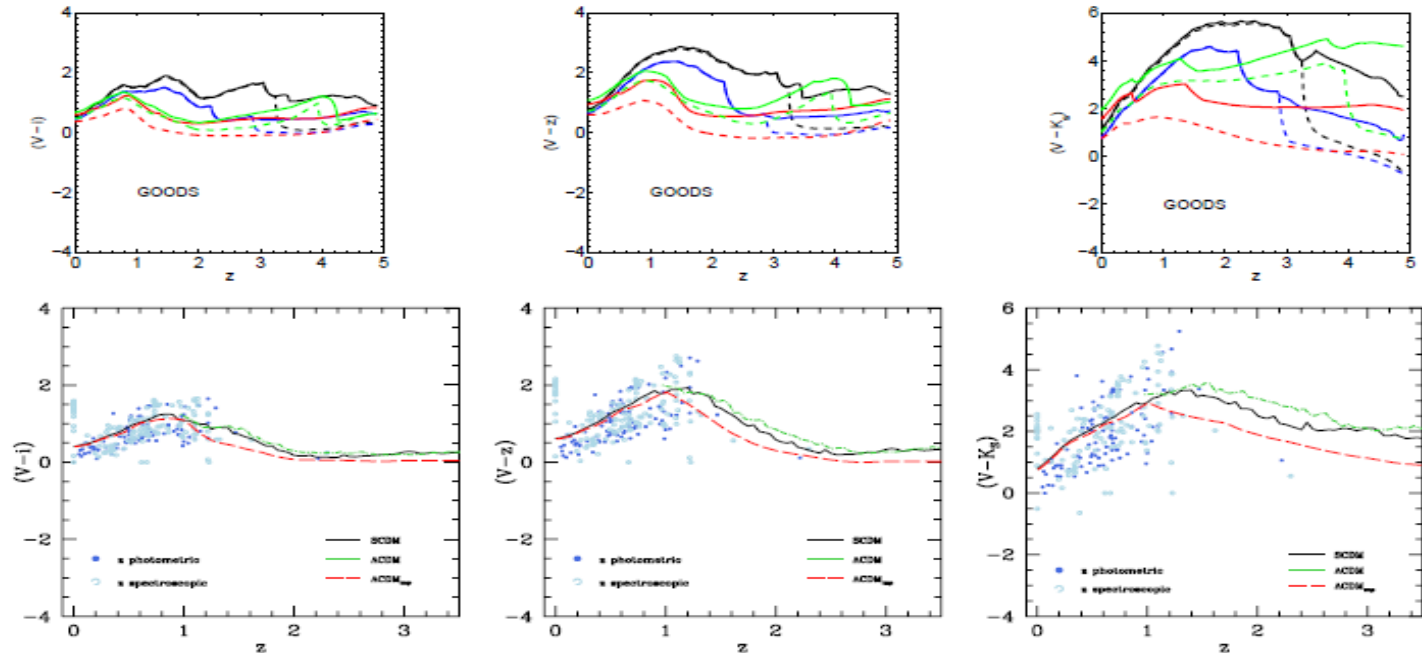 4
2
0
−2
−4
(V−i)
GOODS
0 1 2 3 4 5
z
4
2
0
−2
−4
(V−z)
GOODS
0 1 2 3 4 5
z
6
4
2
0
−2
−4
(V−Ks)
GOODS
0 1 2 3 4 5
z
4
2
0
−2
−4
(V−i)
z photometric
z spectroscopic
SCDM
ΛCDM
0 1 2 3
z
4
2
0
−2
−4
(V−z)
z photometric
z spectroscopic
SCDM
ΛCDM
0 1 2 3
z
6
4
2
0
−2
−4
(V−Ks)
z photometric
z spectroscopic
SCDM
ΛCDM
0 1 2 3
z